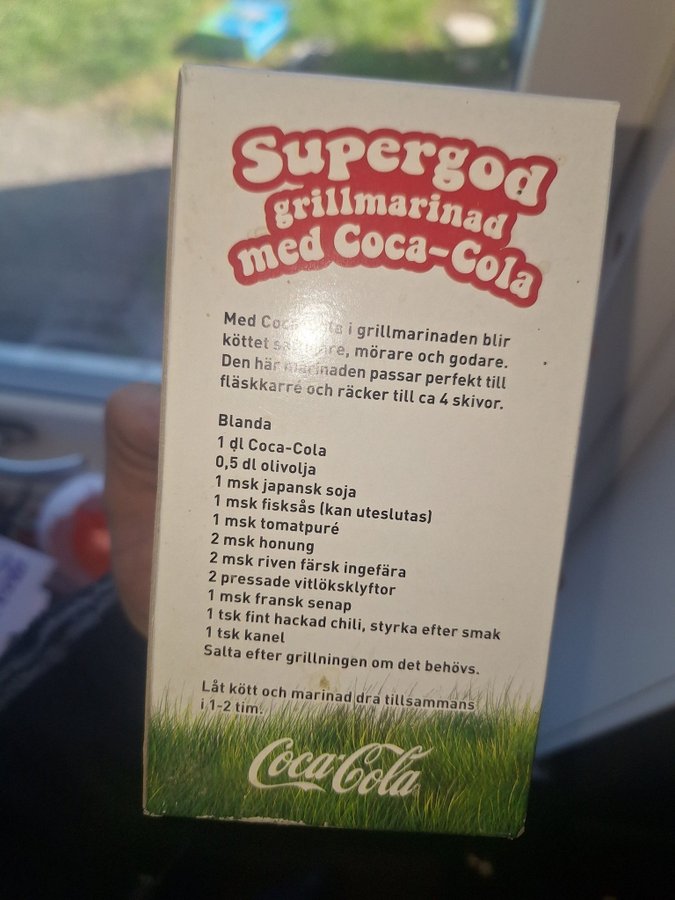 Supergod
grillmarinad
med Coca-Cola
Med Coca-Cola i grillmarinaden blir
köttet saftigare, mörare och godare.
Den här marinaden passar perfekt till
fläskkarré och räcker till ca 4 skivor.
Blanda
1 dl Coca-Cola
0,5 dl olivolja
1 msk japansk soja
1 msk fisksås (kan uteslutas)
1 msk tomatpuré
2 msk honung
2 msk riven färsk ingefära
2 pressade vitlöksklyftor
1 msk fransk senap
1 tsk fint hackad chili, styrka efter smak
1 tsk kanel
Salta efter grillningen om det behövs.
Låt kött och marinad dra tillsammans
i 1-2 tim.
Coca-Cola